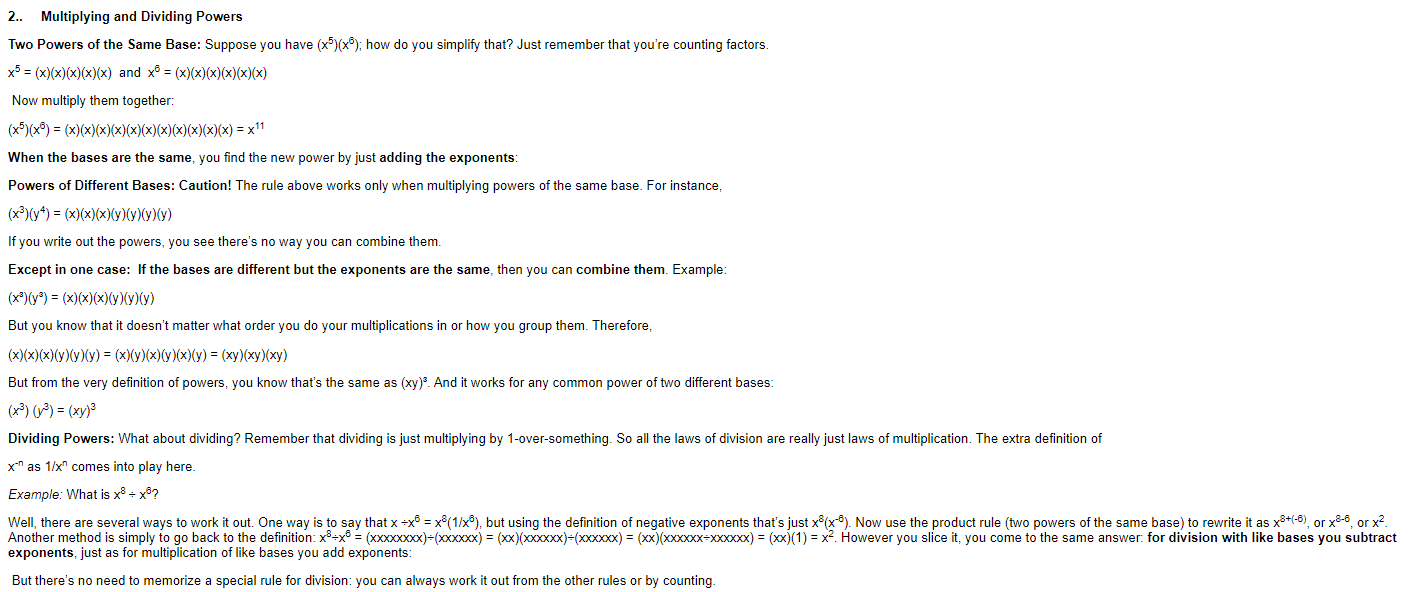 2.. Multiplying and Dividing Powers
Two Powers of the Same Base: Suppose you have (x⁵)(x⁶); how do you simplify that? Just remember that you're counting factors.
x⁵ = (x)(x)(x)(x)(x) and x⁶ = (x)(x)(x)(x)(x)(x)
Now multiply them together:
(x⁵)(x⁶) = (x)(x)(x)(x)(x)(x)(x)(x)(x)(x)(x) = x¹¹
When the bases are the same, you find the new power by just adding the exponents:
Powers of Different Bases: Caution! The rule above works only when multiplying powers of the same base. For instance,
(x³)(y⁴) = (x)(x)(x)(y)(y)(y)(y)
If you write out the powers, you see there's no way you can combine them.
Except in one case: If the bases are different but the exponents are the same, then you can combine them. Example:
(x³)(y³) = (x)(x)(x)(y)(y)(y)
But you know that it doesn't matter what order you do your multiplications in or how you group them. Therefore,
(x)(x)(x)(y)(y)(y) = (x)(y)(x)(y)(x)(y) = (xy)(xy)(xy)
But from the very definition of powers, you know that's the same as (xy)³. And it works for any common power of two different bases:
(x³) (y³) = (xy)³
Dividing Powers: What about dividing? Remember that dividing is just multiplying by 1-over-something. So all the laws of division are really just laws of multiplication. The extra definition of
x⁻ⁿ as 1/xⁿ comes into play here.
Example: What is x⁸ ÷ x⁶?
Well, there are several ways to work it out. One way is to say that x ÷x⁶ = x⁸(1/x⁶), but using the definition of negative exponents that's just x⁸(x⁻⁶). Now use the product rule (two powers of the same base) to rewrite it as x⁸⁺⁽⁻⁶⁾, or x⁸⁻⁶, or x².
Another method is simply to go back to the definition: x⁸÷x⁶ = (xxxxxxxx)÷(xxxxxx) = (xx)(xxxxxx)÷(xxxxxx) = (xx)(xxxxxx÷xxxxxx) = (xx)(1) = x². However you slice it, you come to the same answer: for division with like bases you subtract
exponents, just as for multiplication of like bases you add exponents:
But there's no need to memorize a special rule for division: you can always work it out from the other rules or by counting.